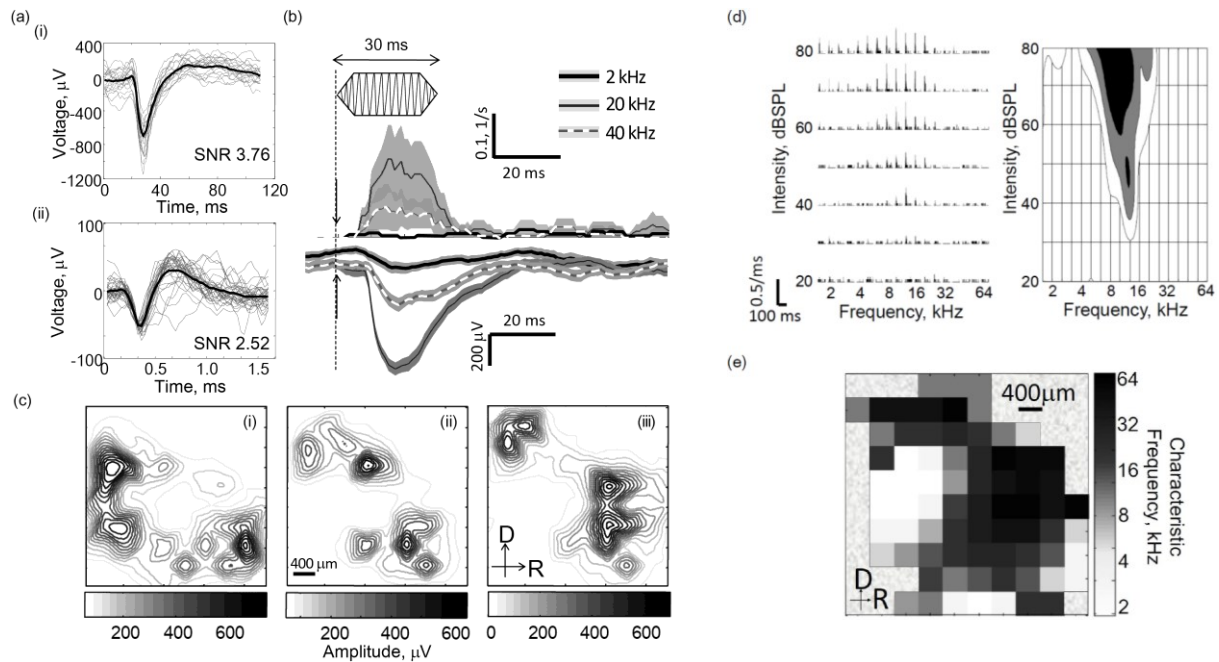 (a)
(i)
400
200
0
-400
-800
-1200
Voltage, µV
SNR 3.76
0 40 80 120
Time, ms
(ii)
100
0
-100
Voltage, µV
SNR 2.52
0 0.5 1.0 1.5
Time, ms
(b)
30 ms
2 kHz
20 kHz
40 kHz
0.1, 1/s
20 ms
20 ms
200 µV
(c)
(i)
(ii)
(iii)
400 µm
D
R
200 400 600
200 400 600
0 200 400 600
Amplitude, µV
(d)
80
60
40
20
Intensity, dBSPL
0.5/ms
100 ms
2 4 8 16 32 64
Frequency, kHz
80
60
40
20
Intensity, dBSPL
2 4 8 16 32 64
Frequency, kHz
(e)
400µm
D
R
64
32
16
8
4
2
Characteristic
Frequency, kHz